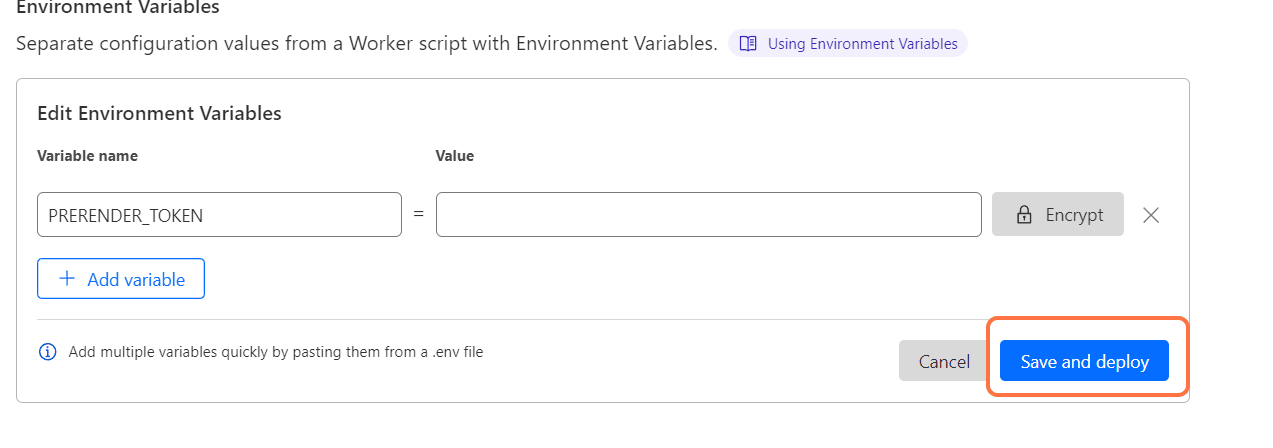 Environment Variables
Separate configuration values from a Worker script with Environment Variables. Using Environment Variables
Edit Environment Variables
Variable name Value
PRERENDER_TOKEN = Encrypt
+ Add variable
Add multiple variables quickly by pasting them from a .env file
Cancel Save and deploy